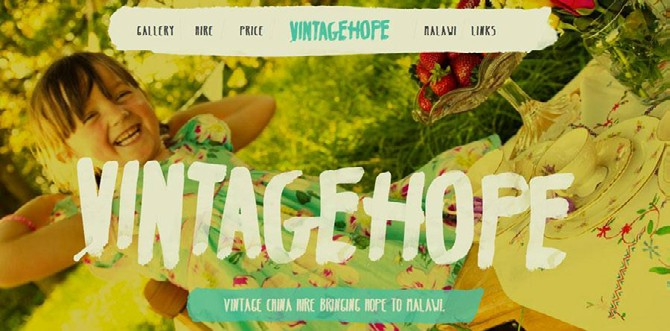 GALLERY HIRE PRICE VINTAGEHOPE MALAWI LINKS
VINTAGEHOPE
VINTAGE CHINA HIRE BRINGING HOPE TO MALAWI.